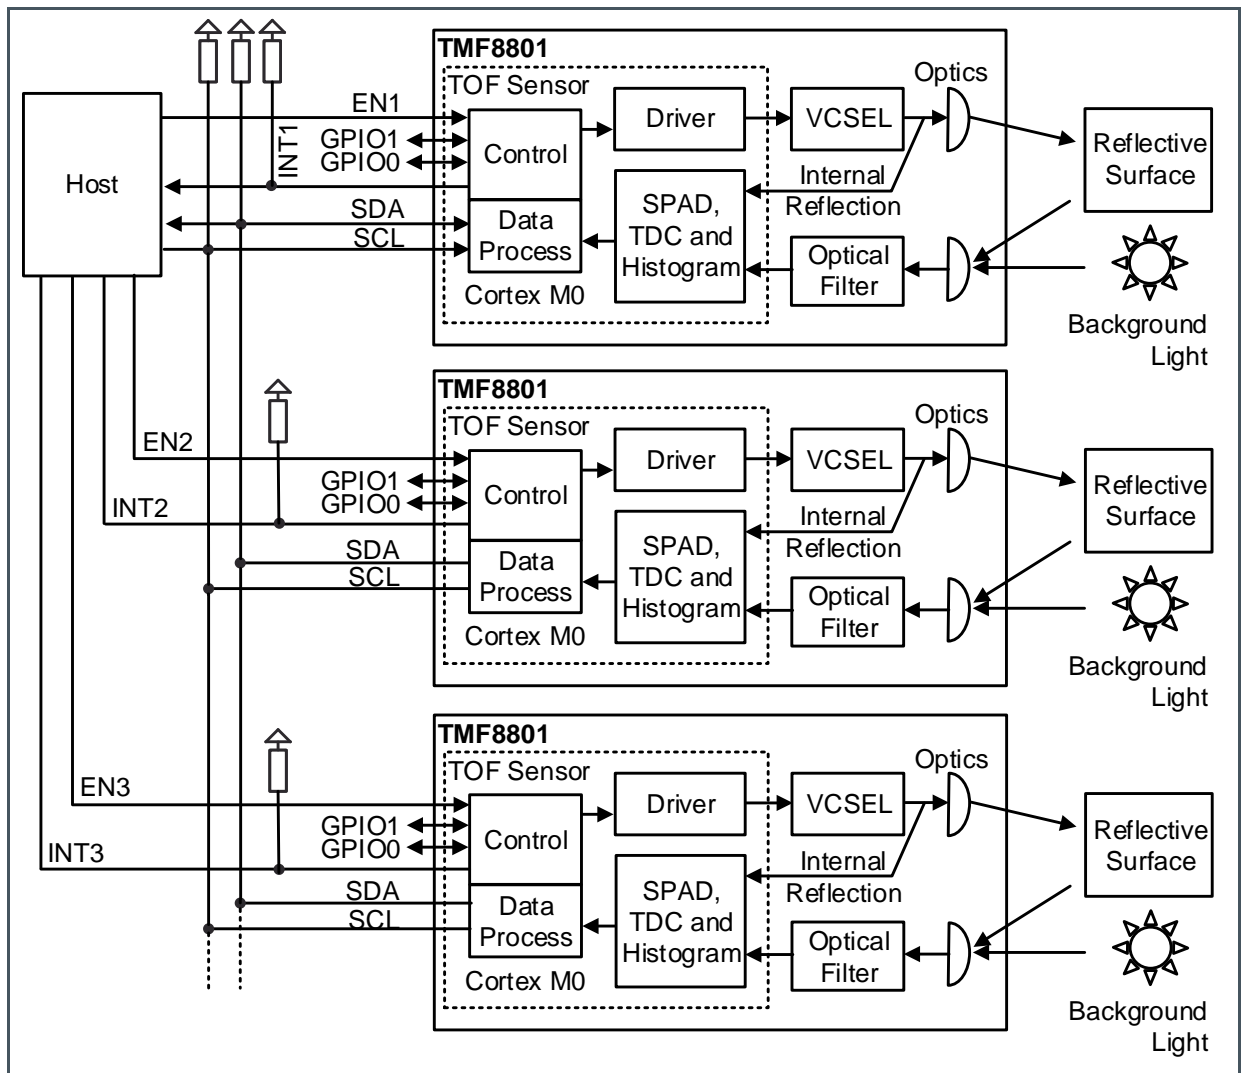 TMF8801
TOF Sensor
Optics
EN1
GPIO1
GPIO0
INT1
Host
Control
Driver
VCSEL
Reflective
Surface
Internal
Reflection
SDA
SCL
Data
Process
SPAD,
TDC and
Histogram
Optical
Filter
Cortex M0
Background
Light
TMF8801
TOF Sensor
Optics
EN2
GPIO1
GPIO0
INT2
Control
Driver
VCSEL
Reflective
Surface
Internal
Reflection
SDA
SCL
Data
Process
SPAD,
TDC and
Histogram
Optical
Filter
Cortex M0
Background
Light
TMF8801
TOF Sensor
Optics
EN3
GPIO1
GPIO0
INT3
Control
Driver
VCSEL
Reflective
Surface
Internal
Reflection
SDA
SCL
Data
Process
SPAD,
TDC and
Histogram
Optical
Filter
Cortex M0
Background
Light